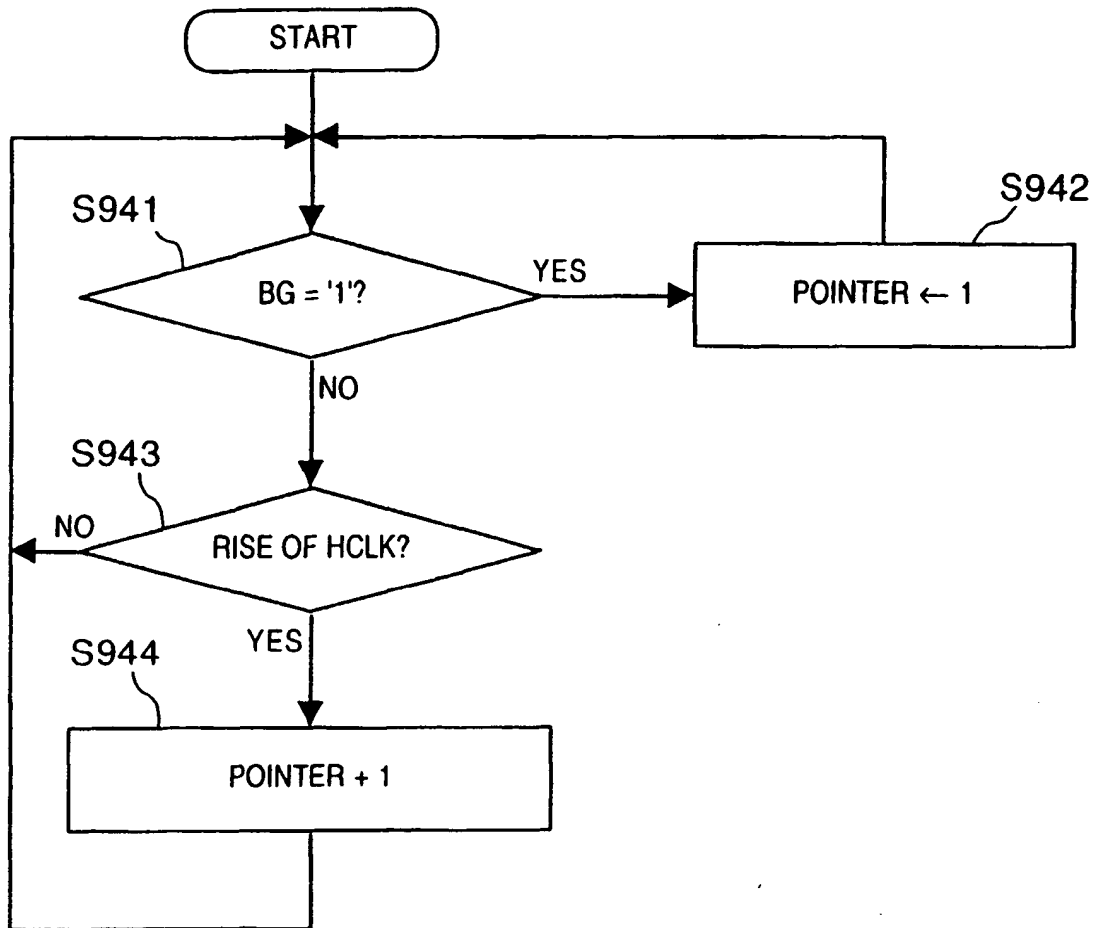 START
S941
S942
BG = '1'?
YES
POINTER ← 1
NO
S943
NO
RISE OF HCLK?
YES
S944
POINTER + 1